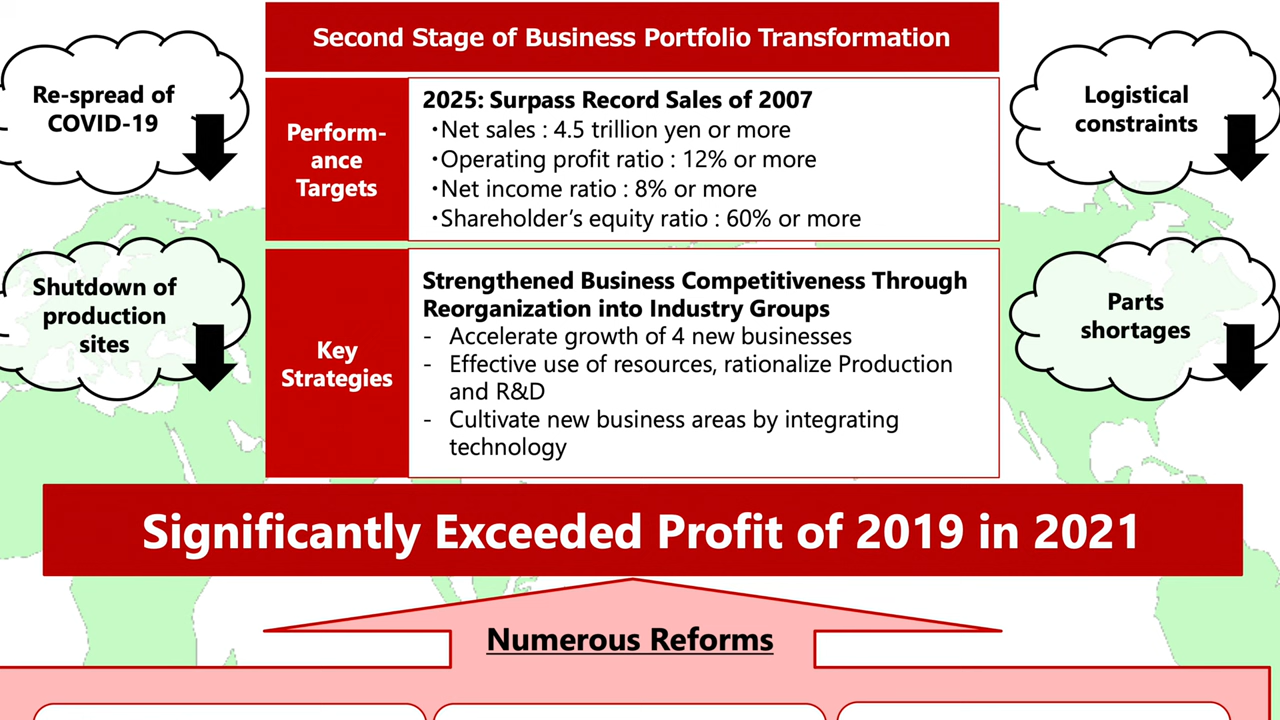 Second Stage of Business Portfolio Transformation
Re-spread of
COVID-19
Logistical
constraints
Perform-
ance
Targets
2025: Surpass Record Sales of 2007
・Net sales : 4.5 trillion yen or more
・Operating profit ratio : 12% or more
・Net income ratio : 8% or more
・Shareholder’s equity ratio : 60% or more
Shutdown of
production
sites
Parts
shortages
Key
Strategies
Strengthened Business Competitiveness Through
Reorganization into Industry Groups
- Accelerate growth of 4 new businesses
- Effective use of resources, rationalize Production
and R&D
- Cultivate new business areas by integrating
technology
Significantly Exceeded Profit of 2019 in 2021
Numerous Reforms